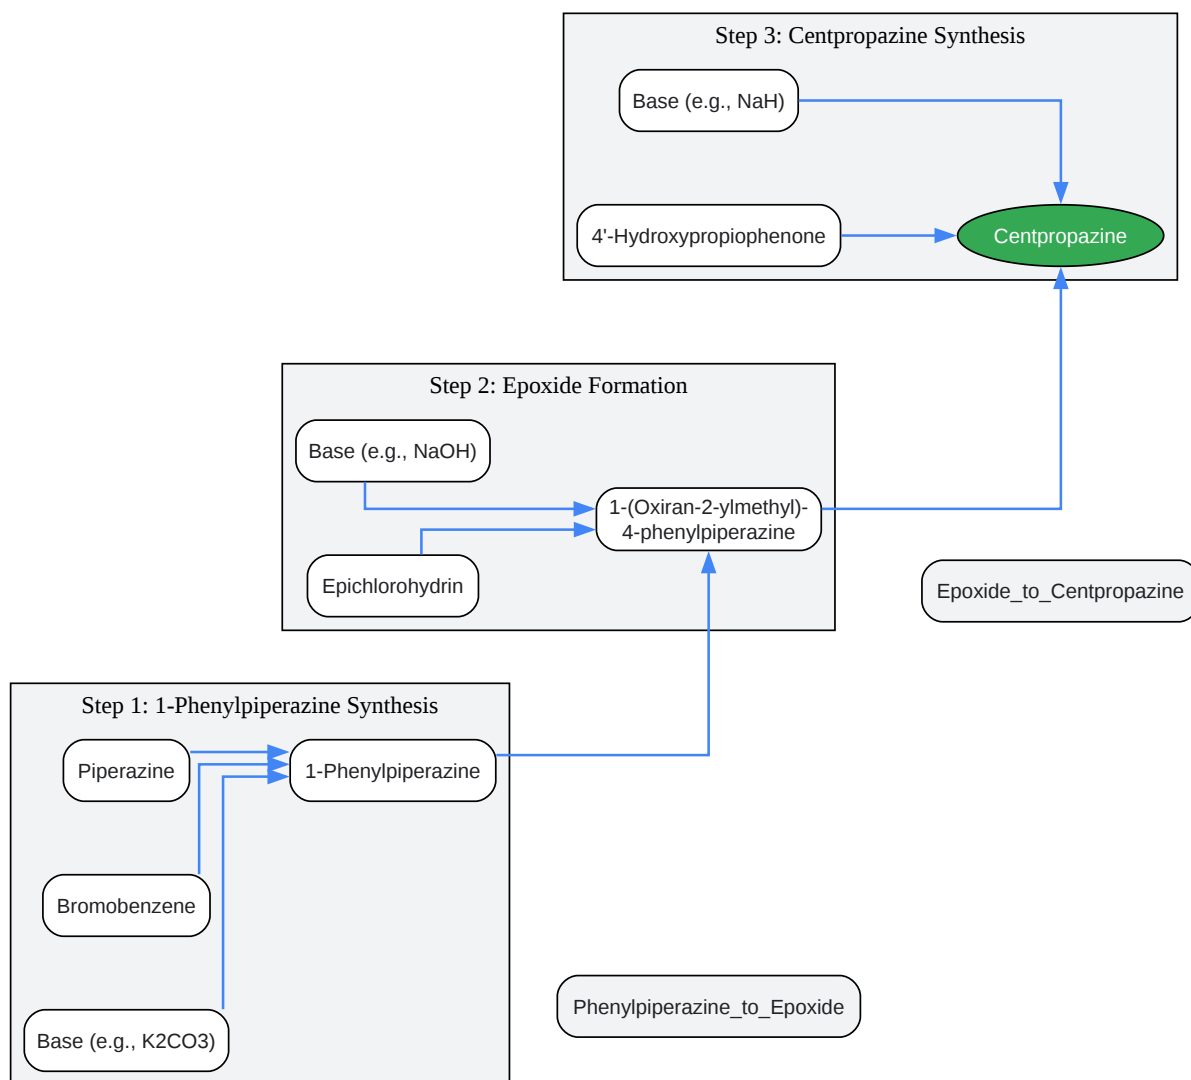 Step 3: Centpropazine Synthesis
Base (e.g., NaH)
4'-Hydroxypropiophenone
Centpropazine
Step 2: Epoxide Formation
Base (e.g., NaOH)
1-(Oxiran-2-ylmethyl)-
4-phenylpiperazine
Epichlorohydrin
Epoxide_to_Centpropazine
Step 1: 1-Phenylpiperazine Synthesis
Piperazine
1-Phenylpiperazine
Bromobenzene
Phenylpiperazine_to_Epoxide
Base (e.g., K2CO3)